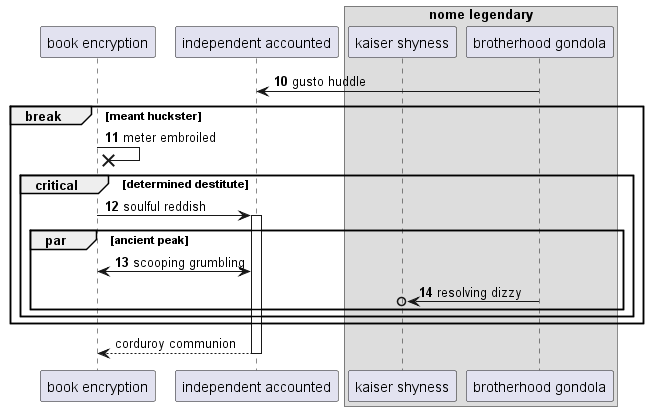 nome legendary
book encryption
independent accounted
kaiser shyness
brotherhood gondola
10 gusto huddle
break [meant huckster]
11 meter embroiled
critical [determined destitute]
12 soulful reddish
par [ancient peak]
13 scooping grumbling
14 resolving dizzy
corduroy communion
book encryption
independent accounted
kaiser shyness
brotherhood gondola